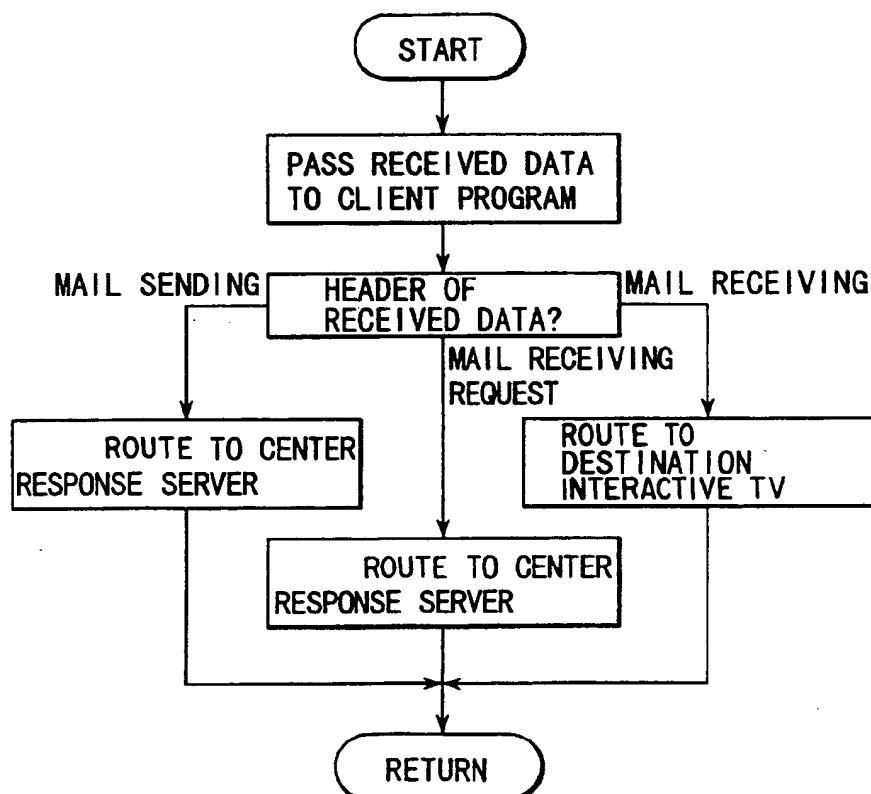 START
PASS RECEIVED DATA
TO CLIENT PROGRAM
MAIL SENDING
HEADER OF
RECEIVED DATA?
MAIL RECEIVING
MAIL RECEIVING
REQUEST
ROUTE TO CENTER
RESPONSE SERVER
ROUTE TO
DESTINATION
INTERACTIVE TV
ROUTE TO CENTER
RESPONSE SERVER
RETURN